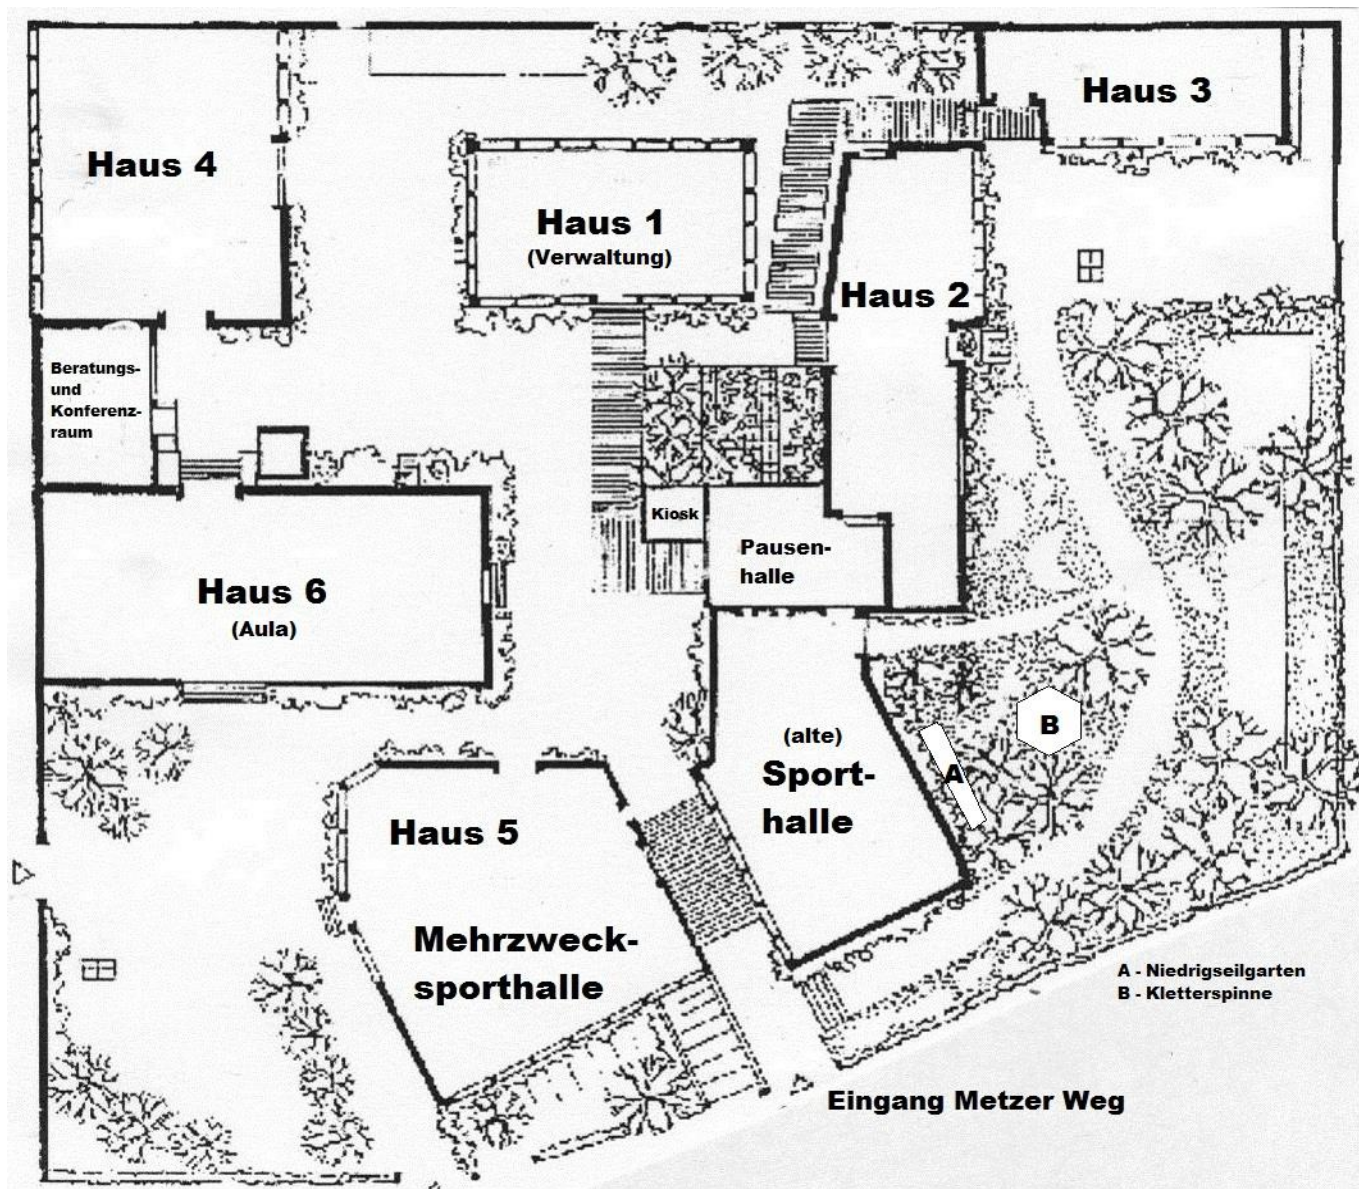 Haus 3
Haus 4
Haus 1
(Verwaltung)
Haus 2
Beratungs-
und
Konferenz-
raum
Kiosk
Pausen-
halle
Haus 6
(Aula)
B
(alte)
Sport-
halle
A
Haus 5
Mehrzweck-
sporthalle
A - Niedrigseilgarten
B - Kletterspinne
Eingang Metzer Weg